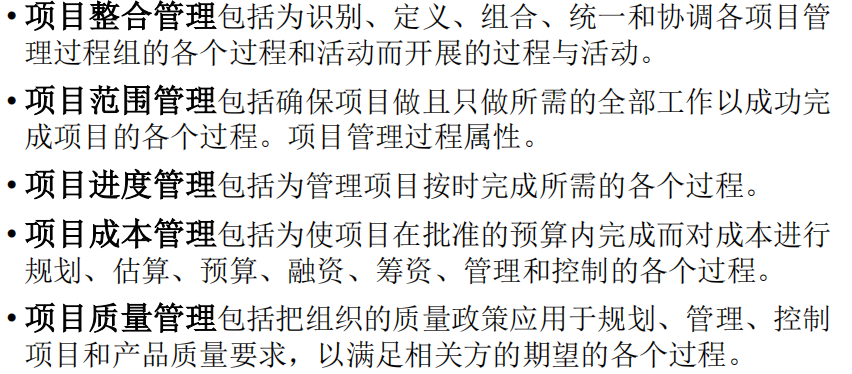 • 项目整合管理包括为识别、定义、组合、统一和协调各项目管
理过程组的各个过程和活动而开展的过程与活动。
• 项目范围管理包括确保项目做且只做所需的全部工作以成功完
成项目的各个过程。项目管理过程属性。
• 项目进度管理包括为管理项目按时完成所需的各个过程。
• 项目成本管理包括为使项目在批准的预算内完成而对成本进行
规划、估算、预算、融资、筹资、管理和控制的各个过程。
• 项目质量管理包括把组织的质量政策应用于规划、管理、控制
项目和产品质量要求，以满足相关方的期望的各个过程。